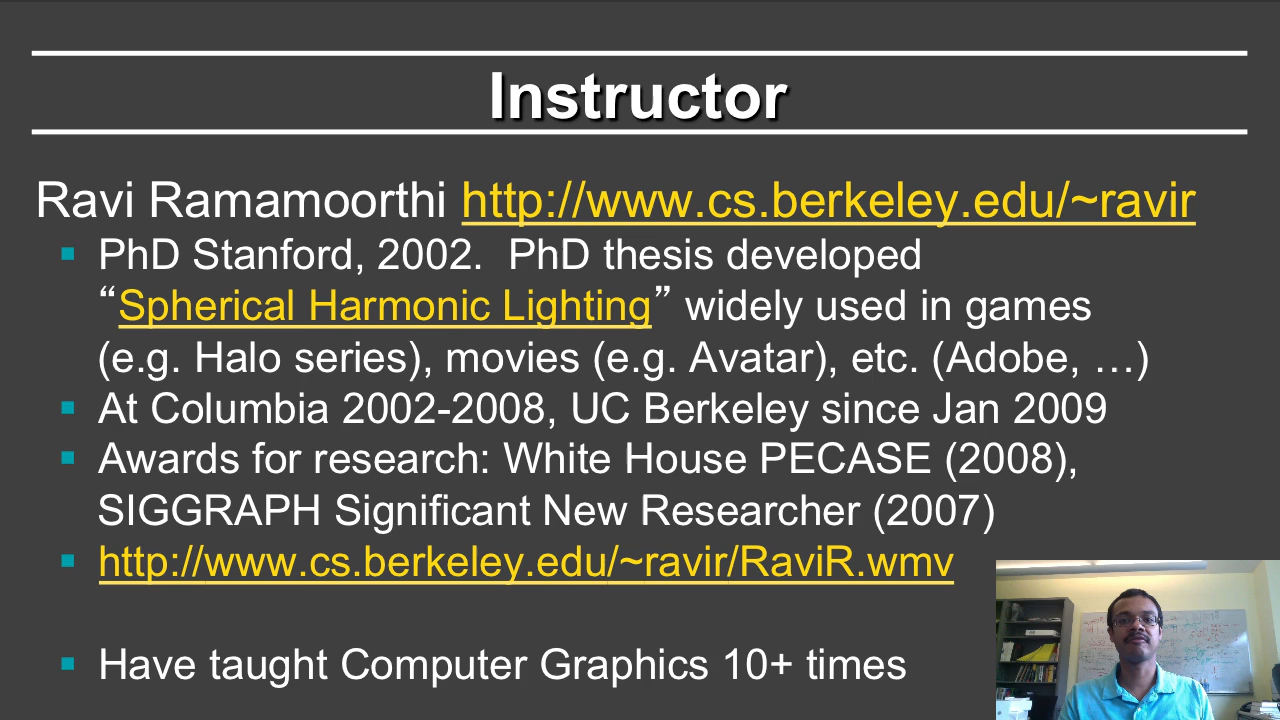 Instructor
Ravi Ramamoorthi http://www.cs.berkeley.edu/~ravir
PhD Stanford, 2002.  PhD thesis developed
“Spherical Harmonic Lighting” widely used in games
(e.g. Halo series), movies (e.g. Avatar), etc. (Adobe, …)
At Columbia 2002-2008, UC Berkeley since Jan 2009
Awards for research: White House PECASE (2008),
SIGGRAPH Significant New Researcher (2007)
http://www.cs.berkeley.edu/~ravir/RaviR.wmv
Have taught Computer Graphics 10+ times